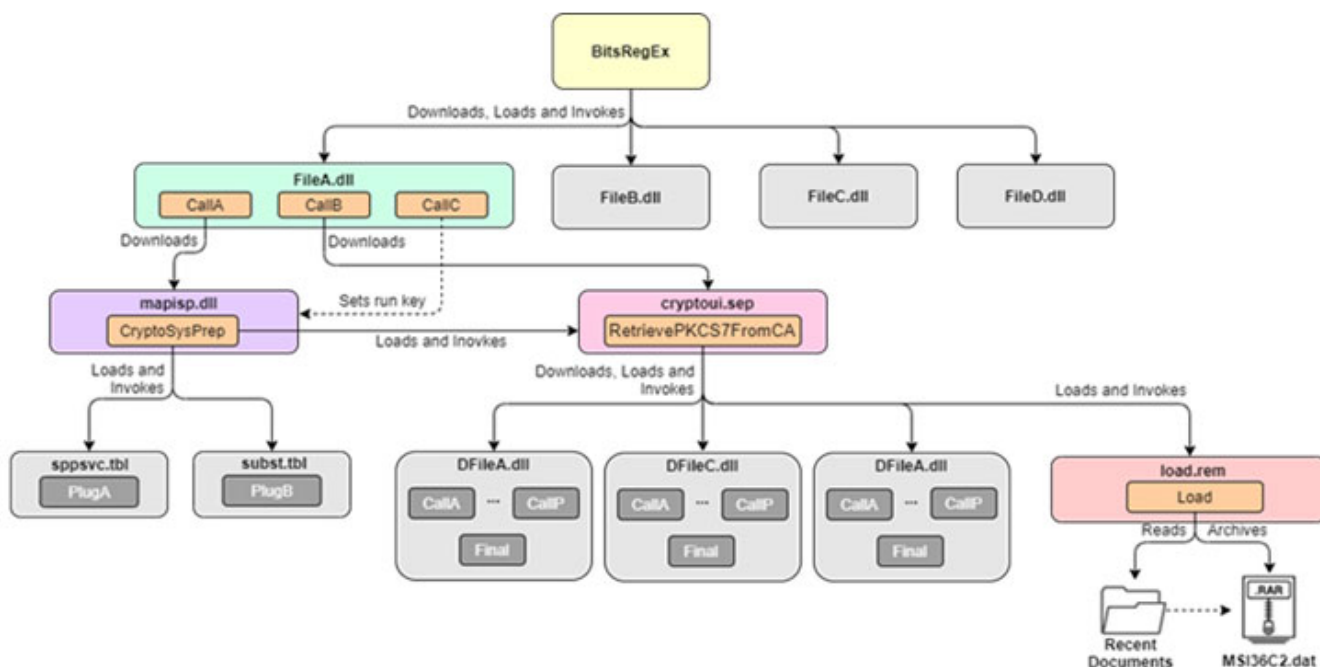 BitsRegEx
Downloads, Loads and Invokes
FileA.dll
CallA
CallB
CallC
FileB.dll
FileC.dll
FileD.dll
Downloads
Downloads
Sets run key
mapisp.dll
CryptoSysPrep
cryptoui.sep
RetrievePKCS7FromCA
Loads and Inovkes
Loads and
Invokes
Downloads, Loads and
Invokes
Loads and Invokes
sppsvc.tbl
PlugA
subst.tbl
PlugB
DFileA.dll
CallA
...
CallP
Final
DFileC.dll
CallA
...
CallP
Final
DFileA.dll
CallA
...
CallP
Final
load.rem
Load
Reads
Archives
.RAR
Recent
Documents
MSI36C2.dat